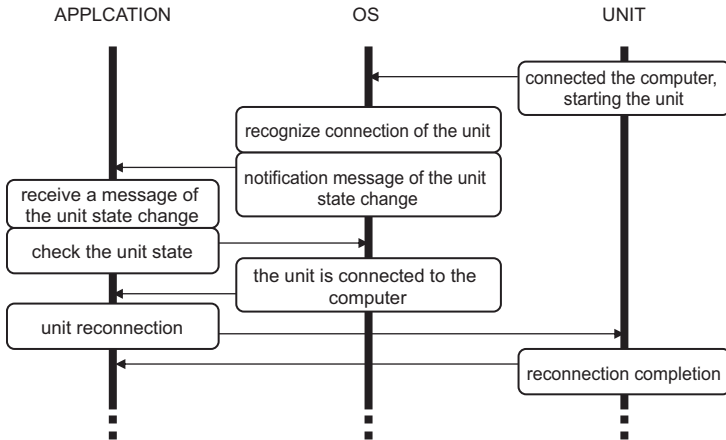 APPLCATION
OS
UNIT
connected the computer,
starting the unit
recognize connection of the unit
notification message of the unit
state change
receive a message of
the unit state change
check the unit state
the unit is connected to the
computer
unit reconnection
reconnection completion